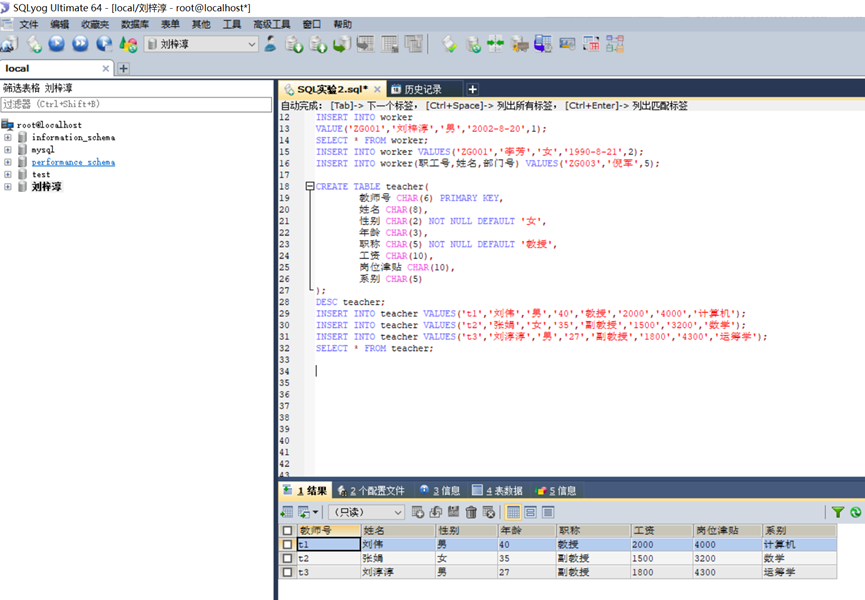 SQLyog Ultimate 64 - [local/刘梓淳 - root@localhost*]
文件 编辑 收藏夹 数据库 表单 其他 工具 高级工具 窗口 帮助
刘梓淳
local
筛选表格 刘梓淳
过滤器 (Ctrl+Shift+B)
root@localhost
information_schema
mysql
performance_schema
test
刘梓淳
SQL实验2.sql* 历史记录
自动完成: [Tab]-> 下一个标签, [Ctrl+Space]-> 列出所有标签, [Ctrl+Enter]-> 列出匹配标签
12 INSERT INTO worker
13 VALUE('ZG001','刘梓淳','男','2002-8-20',1);
14 SELECT * FROM worker;
15 INSERT INTO worker VALUES('ZG001','李芳','女','1990-8-21',2);
16 INSERT INTO worker(职工号,姓名,部门号) VALUES('ZG003','倪军',5);
17
18 CREATE TABLE teacher(
19 教师号 CHAR(6) PRIMARY KEY,
20 姓名 CHAR(8),
21 性别 CHAR(2) NOT NULL DEFAULT '女',
22 年龄 CHAR(3),
23 职称 CHAR(5) NOT NULL DEFAULT '教授',
24 工资 CHAR(10),
25 岗位津贴 CHAR(10),
26 系别 CHAR(5)
27 );
28 DESC teacher;
29 INSERT INTO teacher VALUES('t1','刘伟','男','40','教授','2000','4000','计算机');
30 INSERT INTO teacher VALUES('t2','张娟','女','35','副教授','1500','3200','数学');
31 INSERT INTO teacher VALUES('t3','刘淳淳','男','27','副教授','1800','4300','运筹学');
32 SELECT * FROM teacher;
33
34
35
36
37
38
39
40
41
42
43
1 结果 2 个配置文件 3 信息 4 表数据 5 信息
(只读)
教师号 姓名 性别 年龄 职称 工资 岗位津贴 系别
t1 刘伟 男 40 教授 2000 4000 计算机
t2 张娟 女 35 副教授 1500 3200 数学
t3 刘淳淳 男 27 副教授 1800 4300 运筹学